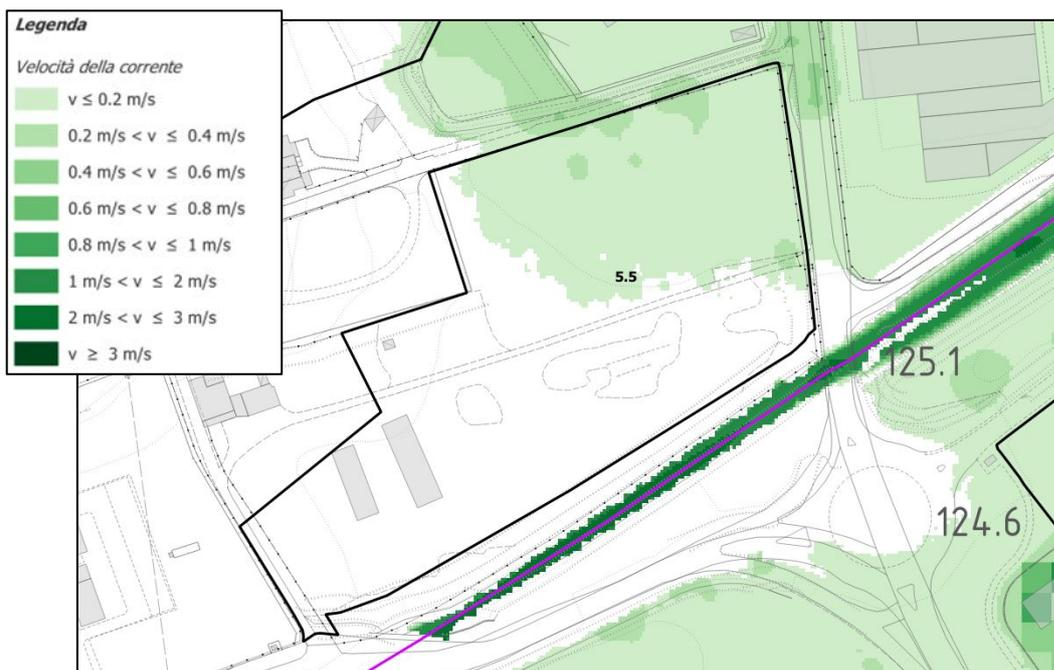 Legenda
Velocità della corrente
v ≤ 0.2 m/s
0.2 m/s < v ≤ 0.4 m/s
0.4 m/s < v ≤ 0.6 m/s
0.6 m/s < v ≤ 0.8 m/s
0.8 m/s < v ≤ 1 m/s
1 m/s < v ≤ 2 m/s
2 m/s < v ≤ 3 m/s
v ≥ 3 m/s
5.5
125.1
124.6